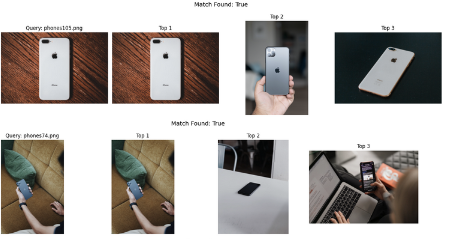 Match Found: True
Query: phones103.png
Top 1
Top 2
Top 3
Match Found: True
Query: phones74.png
Top 1
Top 2
Top 3